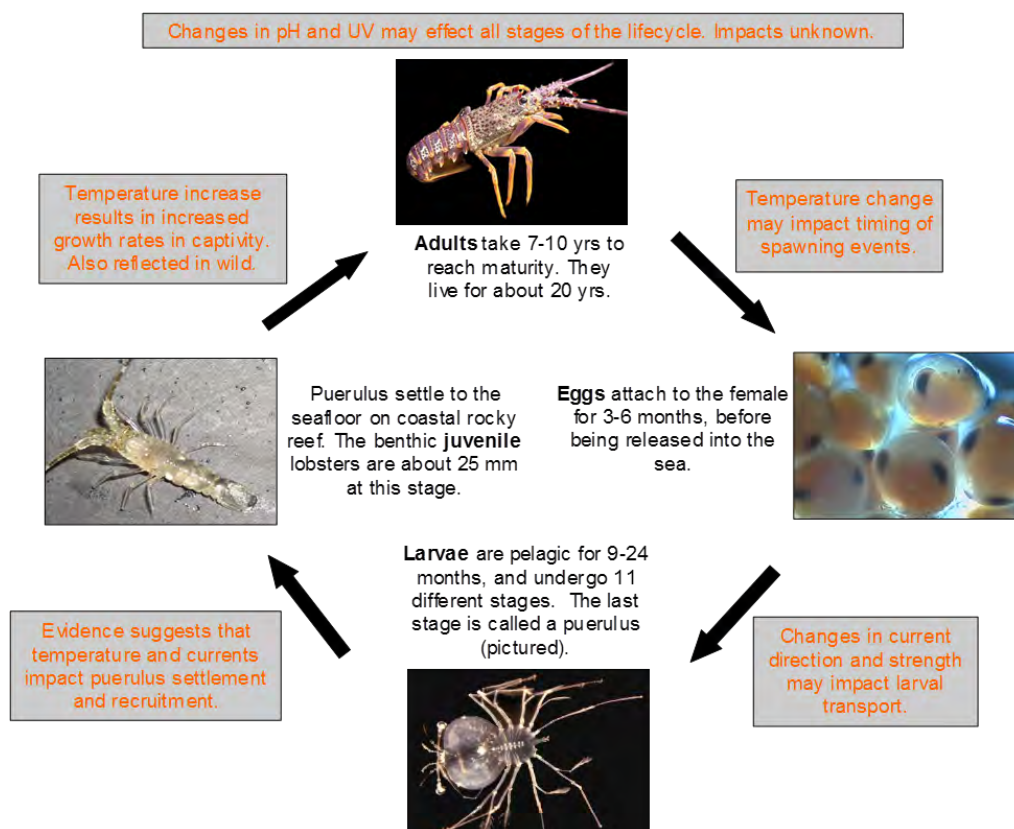 Changes in pH and UV may effect all stages of the lifecycle. Impacts unknown.
Temperature increase
results in increased
growth rates in captivity.
Also reflected in wild.
Temperature change
may impact timing of
spawning events.
Adults take 7-10 yrs to
reach maturity. They
live for about 20 yrs.
Puerulus settle to the
seafloor on coastal rocky
reef. The benthic juvenile
lobsters are about 25 mm
at this stage.
Eggs attach to the female
for 3-6 months, before
being released into the
sea.
Larvae are pelagic for 9-24
months, and undergo 11
different stages. The last
stage is called a puerulus
(pictured).
Evidence suggests that
temperature and currents
impact puerulus settlement
and recruitment.
Changes in current
direction and strength
may impact larval
transport.